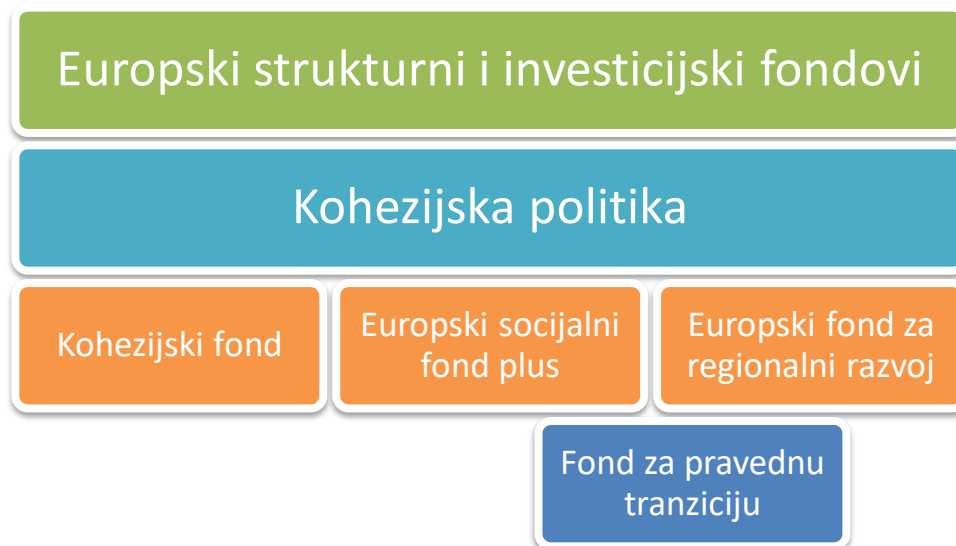 Europski strukturni i investicijski fondovi
Kohezijska politika
Kohezijski fond
Europski socijalni
fond plus
Europski fond za
regionalni razvoj
Fond za pravednu
tranziciju